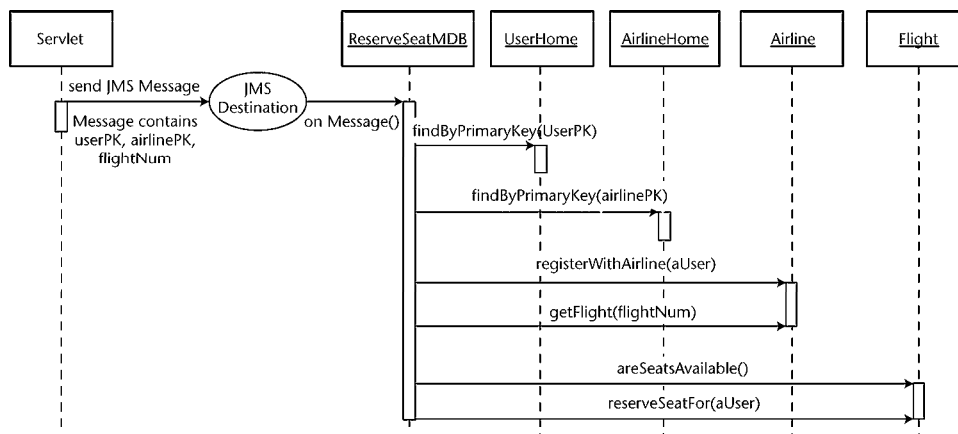 Servlet
ReserveSeatMDB
UserHome
AirlineHome
Airline
Flight
send JMS Message
JMS
Destination
on Message()
Message contains
userPK, airlinePK,
flightNum
findByPrimaryKey(UserPK)
findByPrimaryKey(airlinePK)
registerWithAirline(aUser)
getFlight(flightNum)
areSeatsAvailable()
reserveSeatFor(aUser)